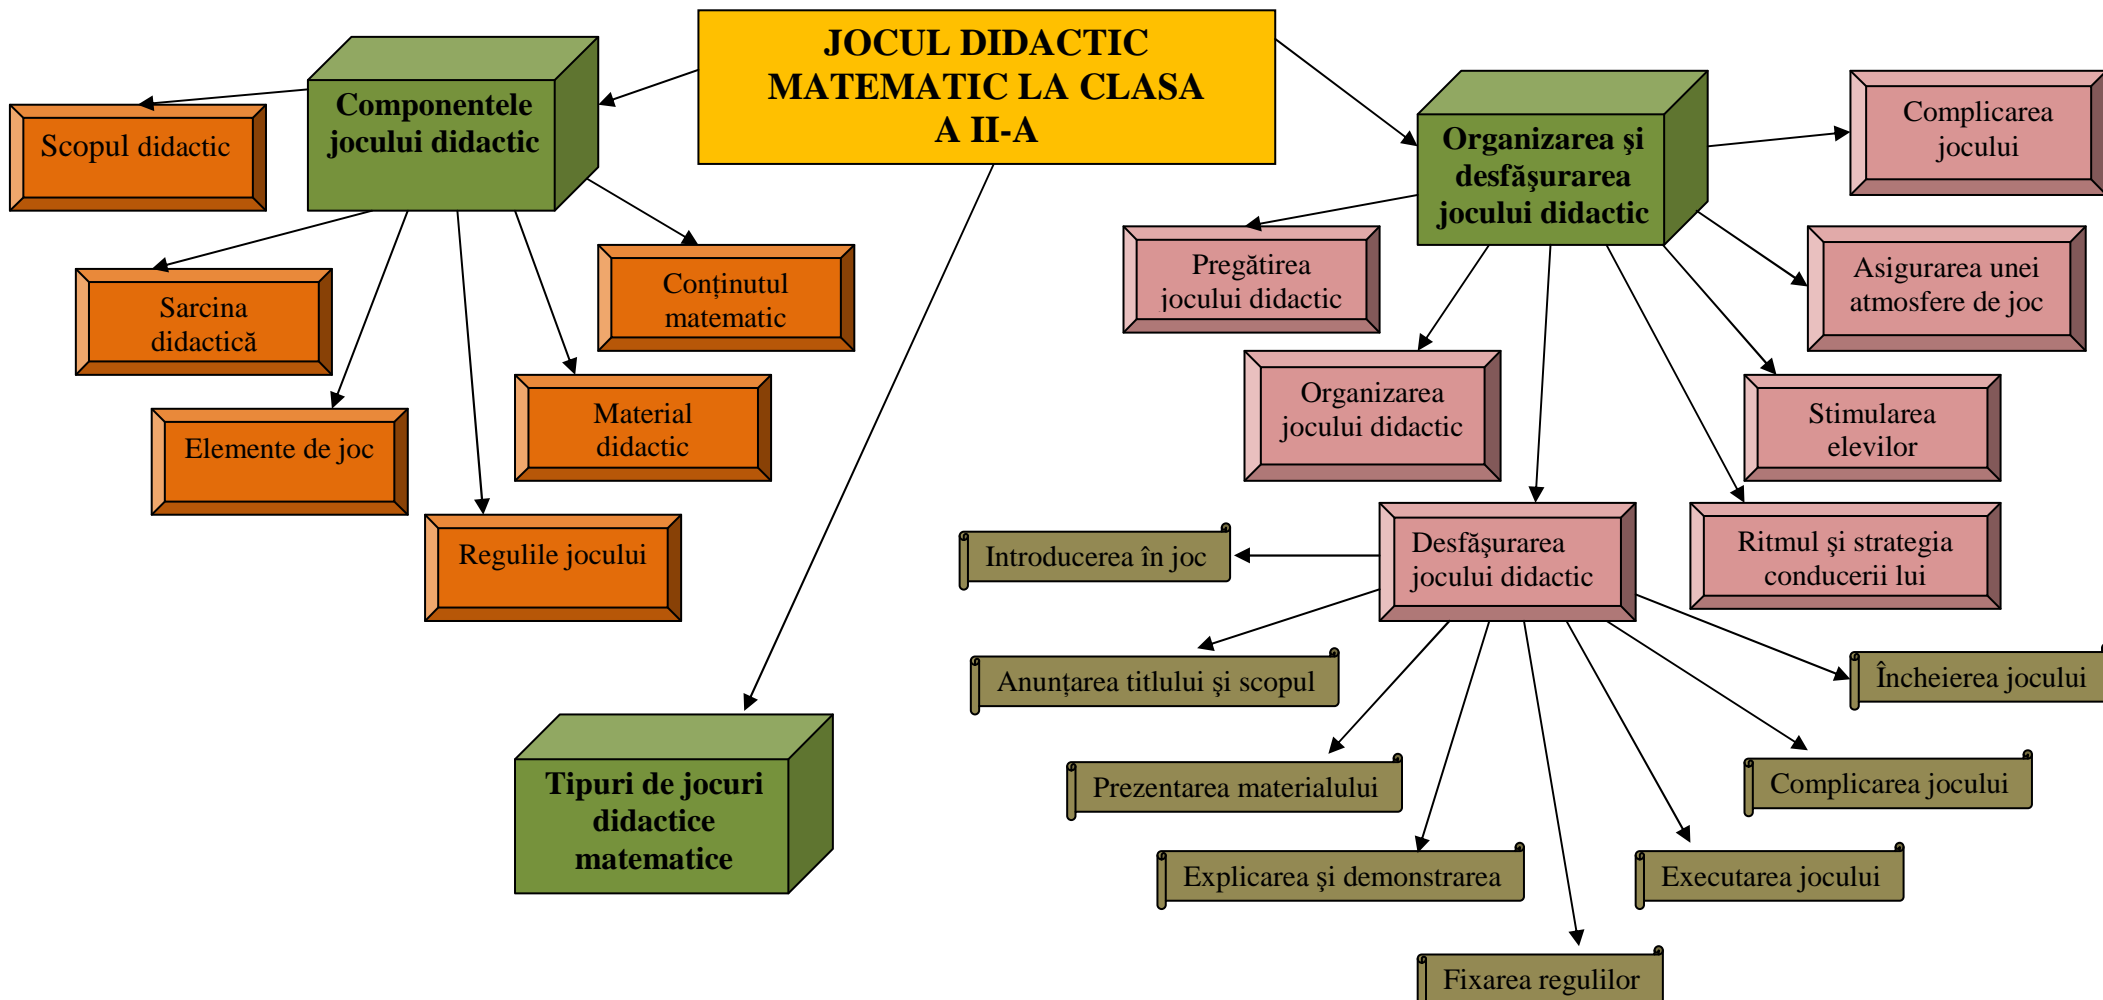 JOCUL DIDACTIC
MATEMATIC LA CLASA
A II-A
Componentele
jocului didactic
Scopul didactic
Sarcina
didactică
Elemente de joc
Regulile jocului
Material
didactic
Conţinutul
matematic
Tipuri de jocuri
didactice
matematice
Organizarea şi
desfăşurarea
jocului didactic
Pregătirea
jocului didactic
Organizarea
jocului didactic
Desfăşurarea
jocului didactic
Ritmul şi strategia
conducerii lui
Stimularea
elevilor
Asigurarea unei
atmosfere de joc
Complicarea
jocului
Introducerea în joc
Anunţarea titlului şi scopul
Prezentarea materialului
Explicarea şi demonstrarea
Fixarea regulilor
Executarea jocului
Complicarea jocului
Încheierea jocului